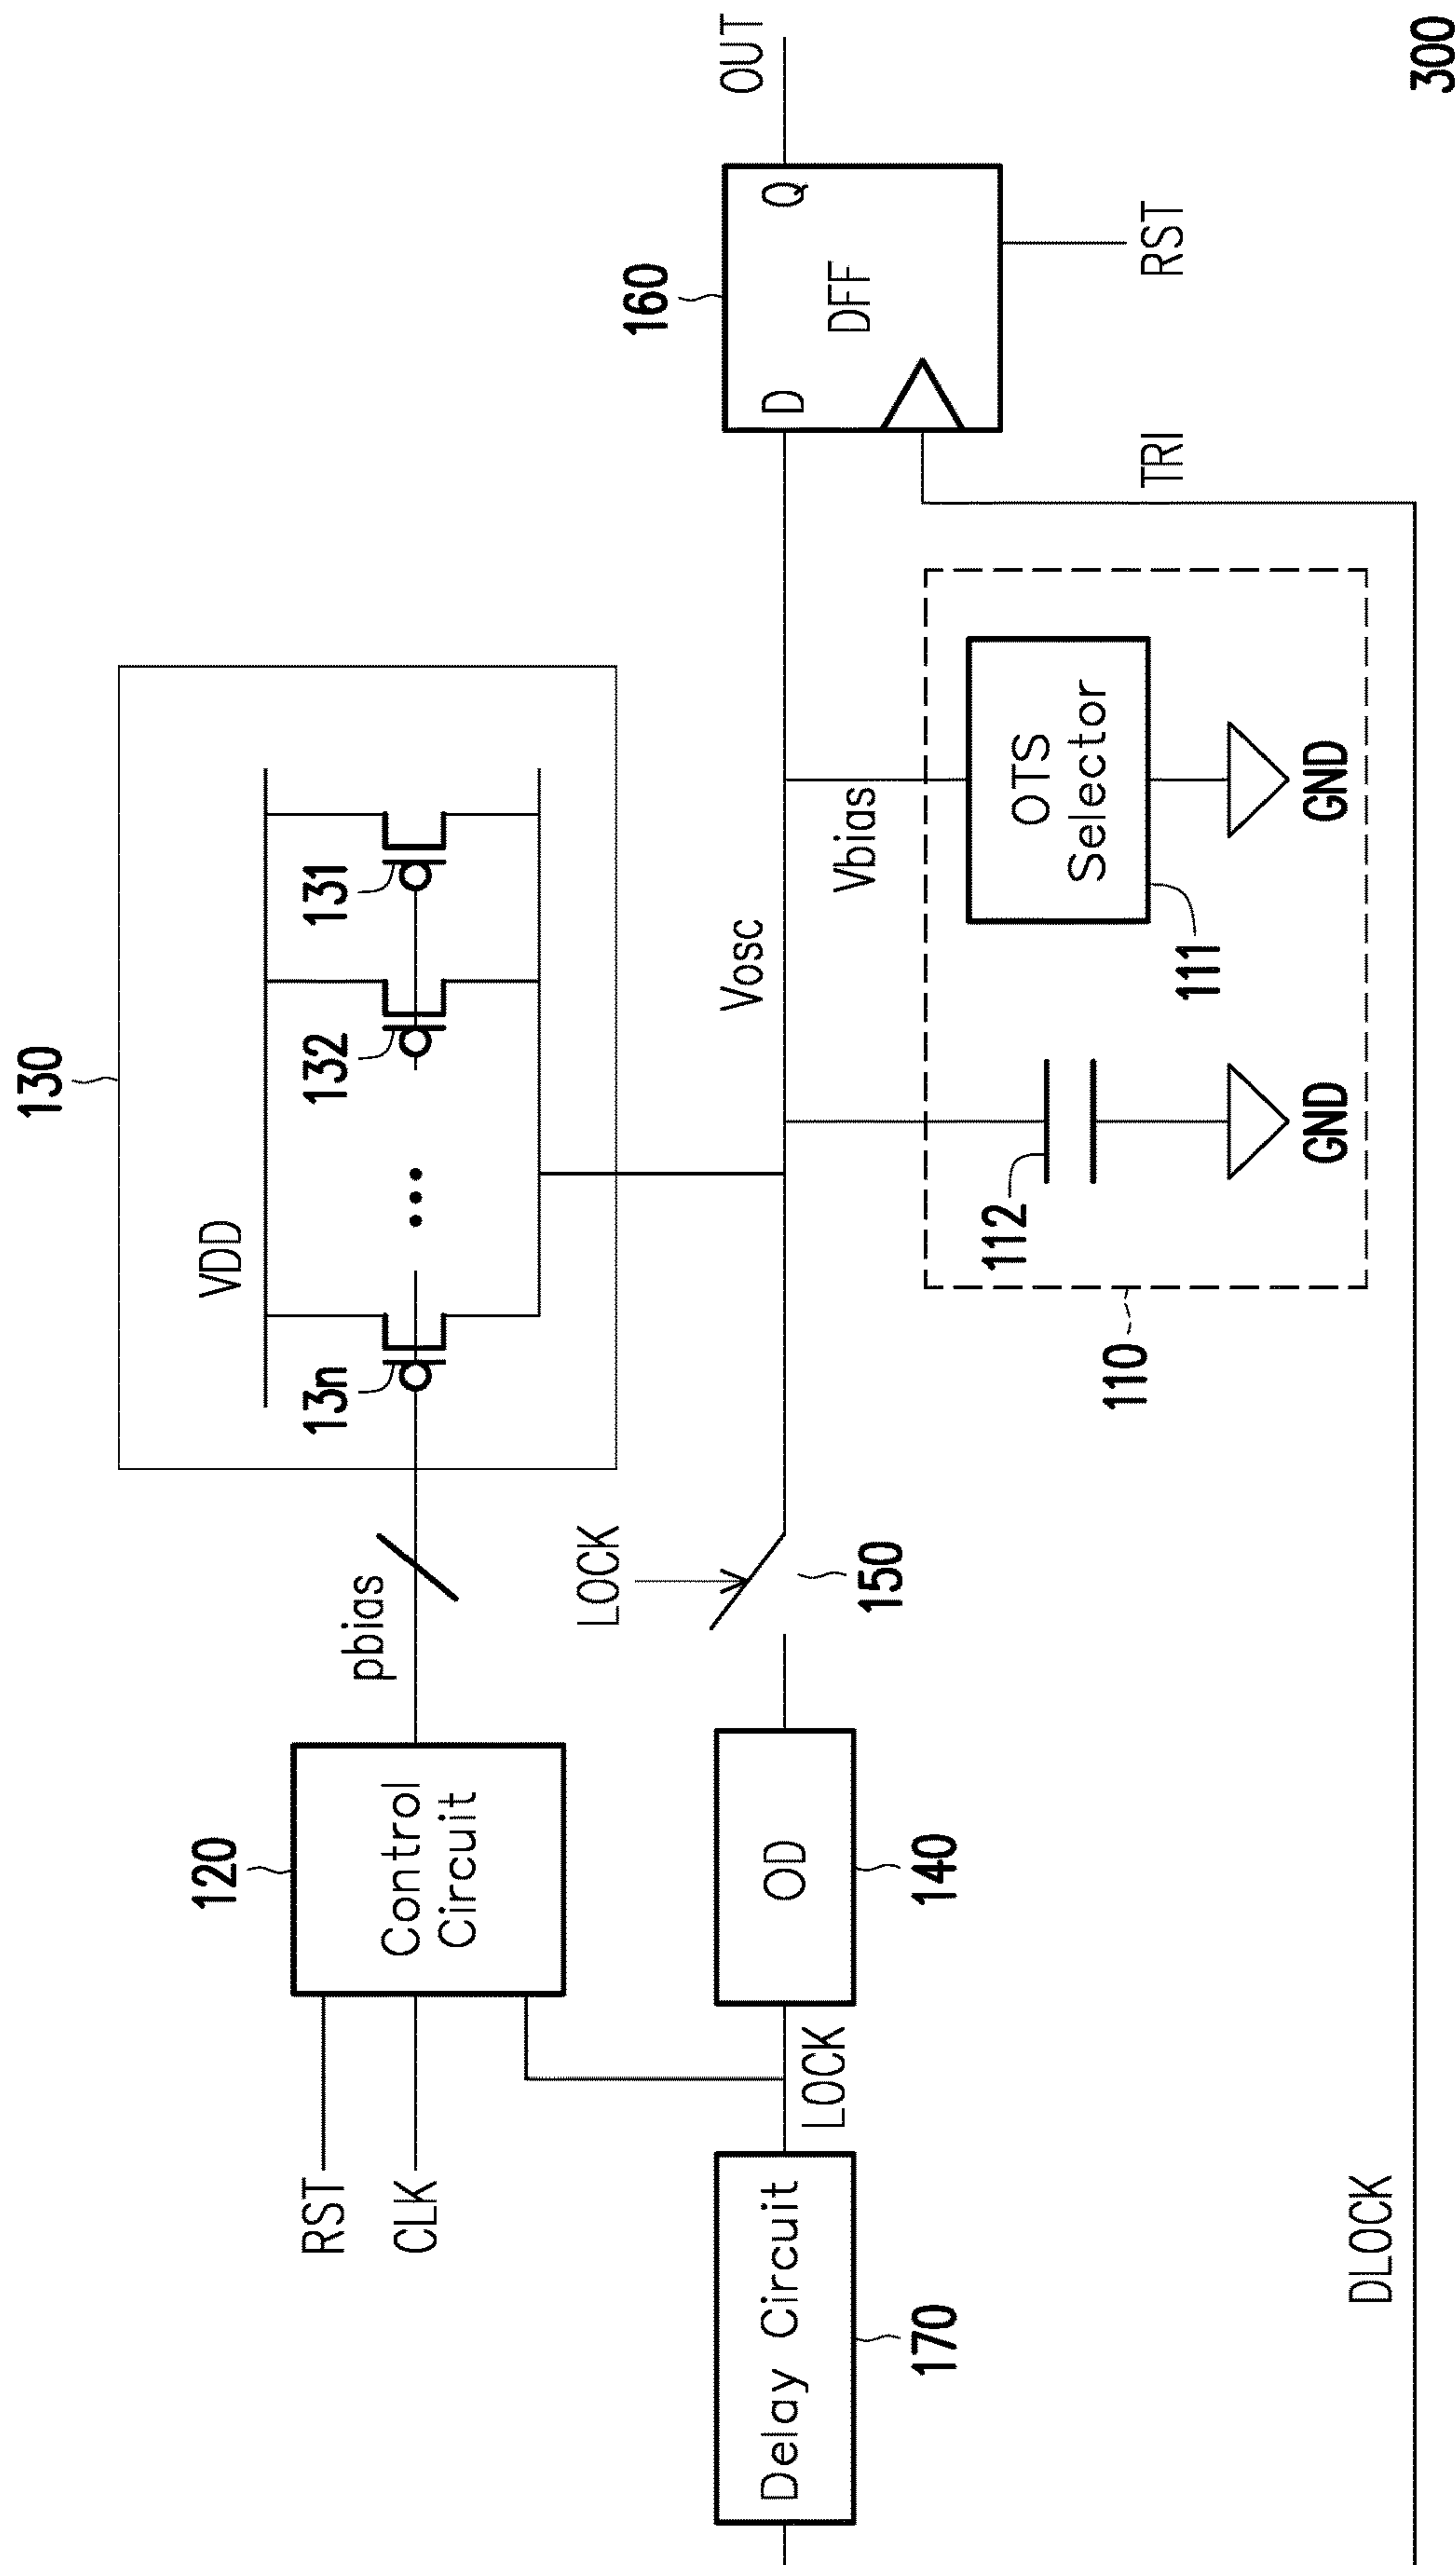 130
VDD
13n
132
131
120
RST
CLK
Control
Circuit
pbias
LOCK
160
D
Q
DFF
OUT
RST
TRI
Delay Circuit
170
LOCK
OD
140
150
Vosc
Vbias
112
GND
OTS
Selector
111
GND
110
DLOCK
300